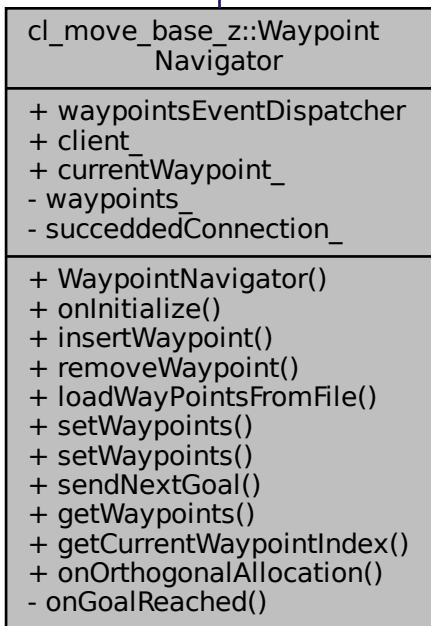 cl_move_base_z::Waypoint
Navigator
+ waypointsEventDispatcher
+ client_
+ currentWaypoint_
- waypoints_
- succeddedConnection_
+ WaypointNavigator()
+ onInitialize()
+ insertWaypoint()
+ removeWaypoint()
+ loadWayPointsFromFile()
+ setWaypoints()
+ setWaypoints()
+ sendNextGoal()
+ getWaypoints()
+ getCurrentWaypointIndex()
+ onOrthogonalAllocation()
- onGoalReached()